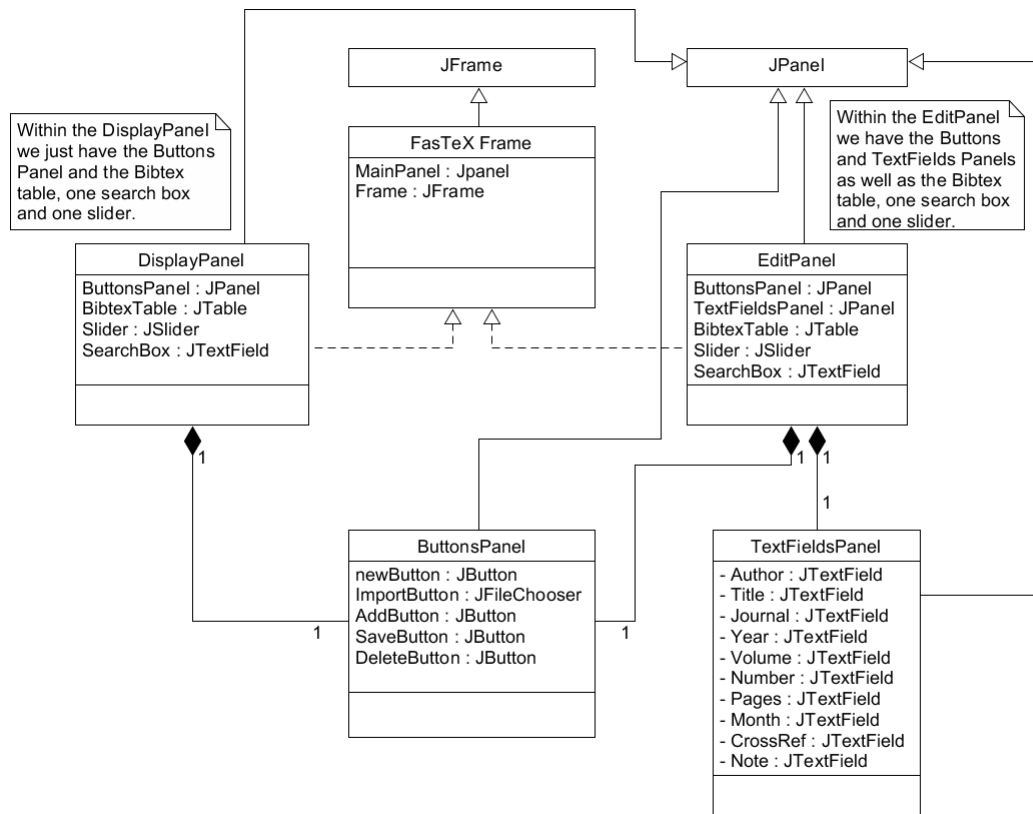 JFrame
JPanel
Within the DisplayPanel
we just have the Buttons
Panel and the Bibtex
table, one search box
and one slider.
FasTeX Frame
MainPanel : Jpanel
Frame : JFrame
Within the EditPanel
we have the Buttons
and TextFields Panels
as well as the Bibtex
table, one search box
and one slider.
DisplayPanel
ButtonsPanel : JPanel
BibtexTable : JTable
Slider : JSlider
SearchBox : JTextField
EditPanel
ButtonsPanel : JPanel
TextFieldsPanel : JPanel
BibtexTable : JTable
Slider : JSlider
SearchBox : JTextField
1
1
1
1
ButtonsPanel
newButton : JButton
ImportButton : JFileChooser
AddButton : JButton
SaveButton : JButton
DeleteButton : JButton
1
1
TextFieldsPanel
- Author : JTextField
- Title : JTextField
- Journal : JTextField
- Year : JTextField
- Volume : JTextField
- Number : JTextField
- Pages : JTextField
- Month : JTextField
- CrossRef : JTextField
- Note : JTextField